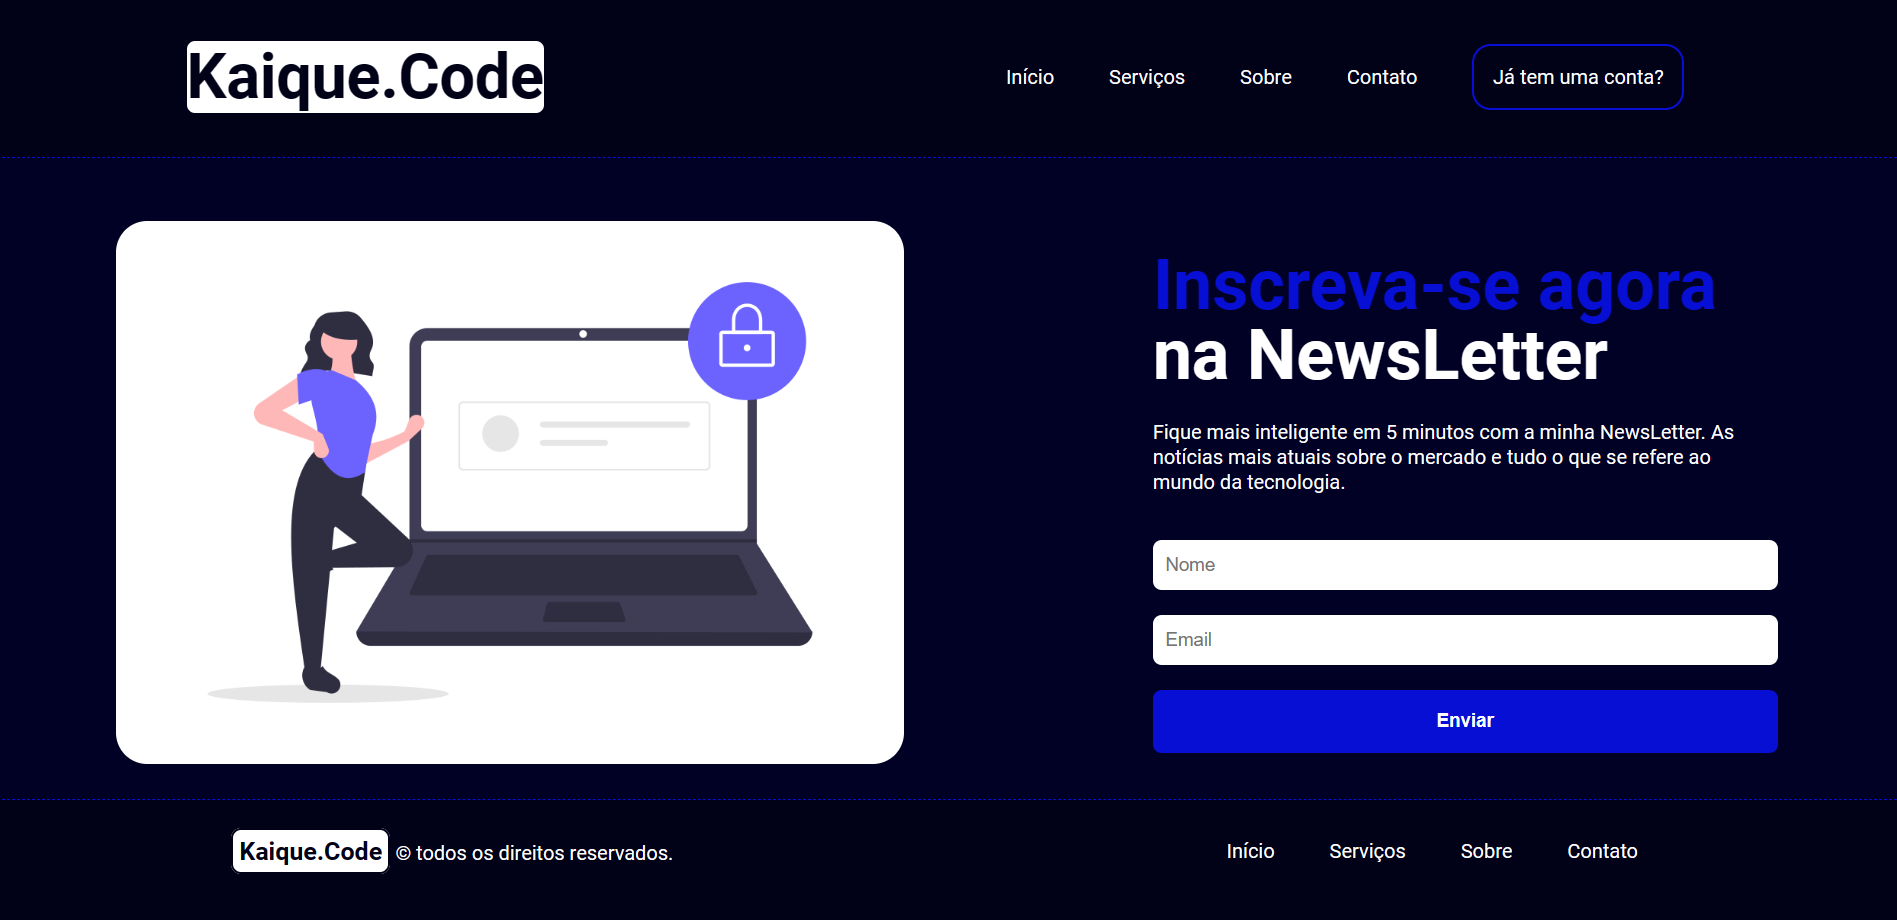 Kaique.Code
Início Serviços Sobre Contato Já tem uma conta?
Inscreva-se agora
na NewsLetter
Fique mais inteligente em 5 minutos com a minha NewsLetter. As
notícias mais atuais sobre o mercado e tudo o que se refere ao
mundo da tecnologia.
Nome
Email
Enviar
Kaique.Code © todos os direitos reservados.
Início Serviços Sobre Contato